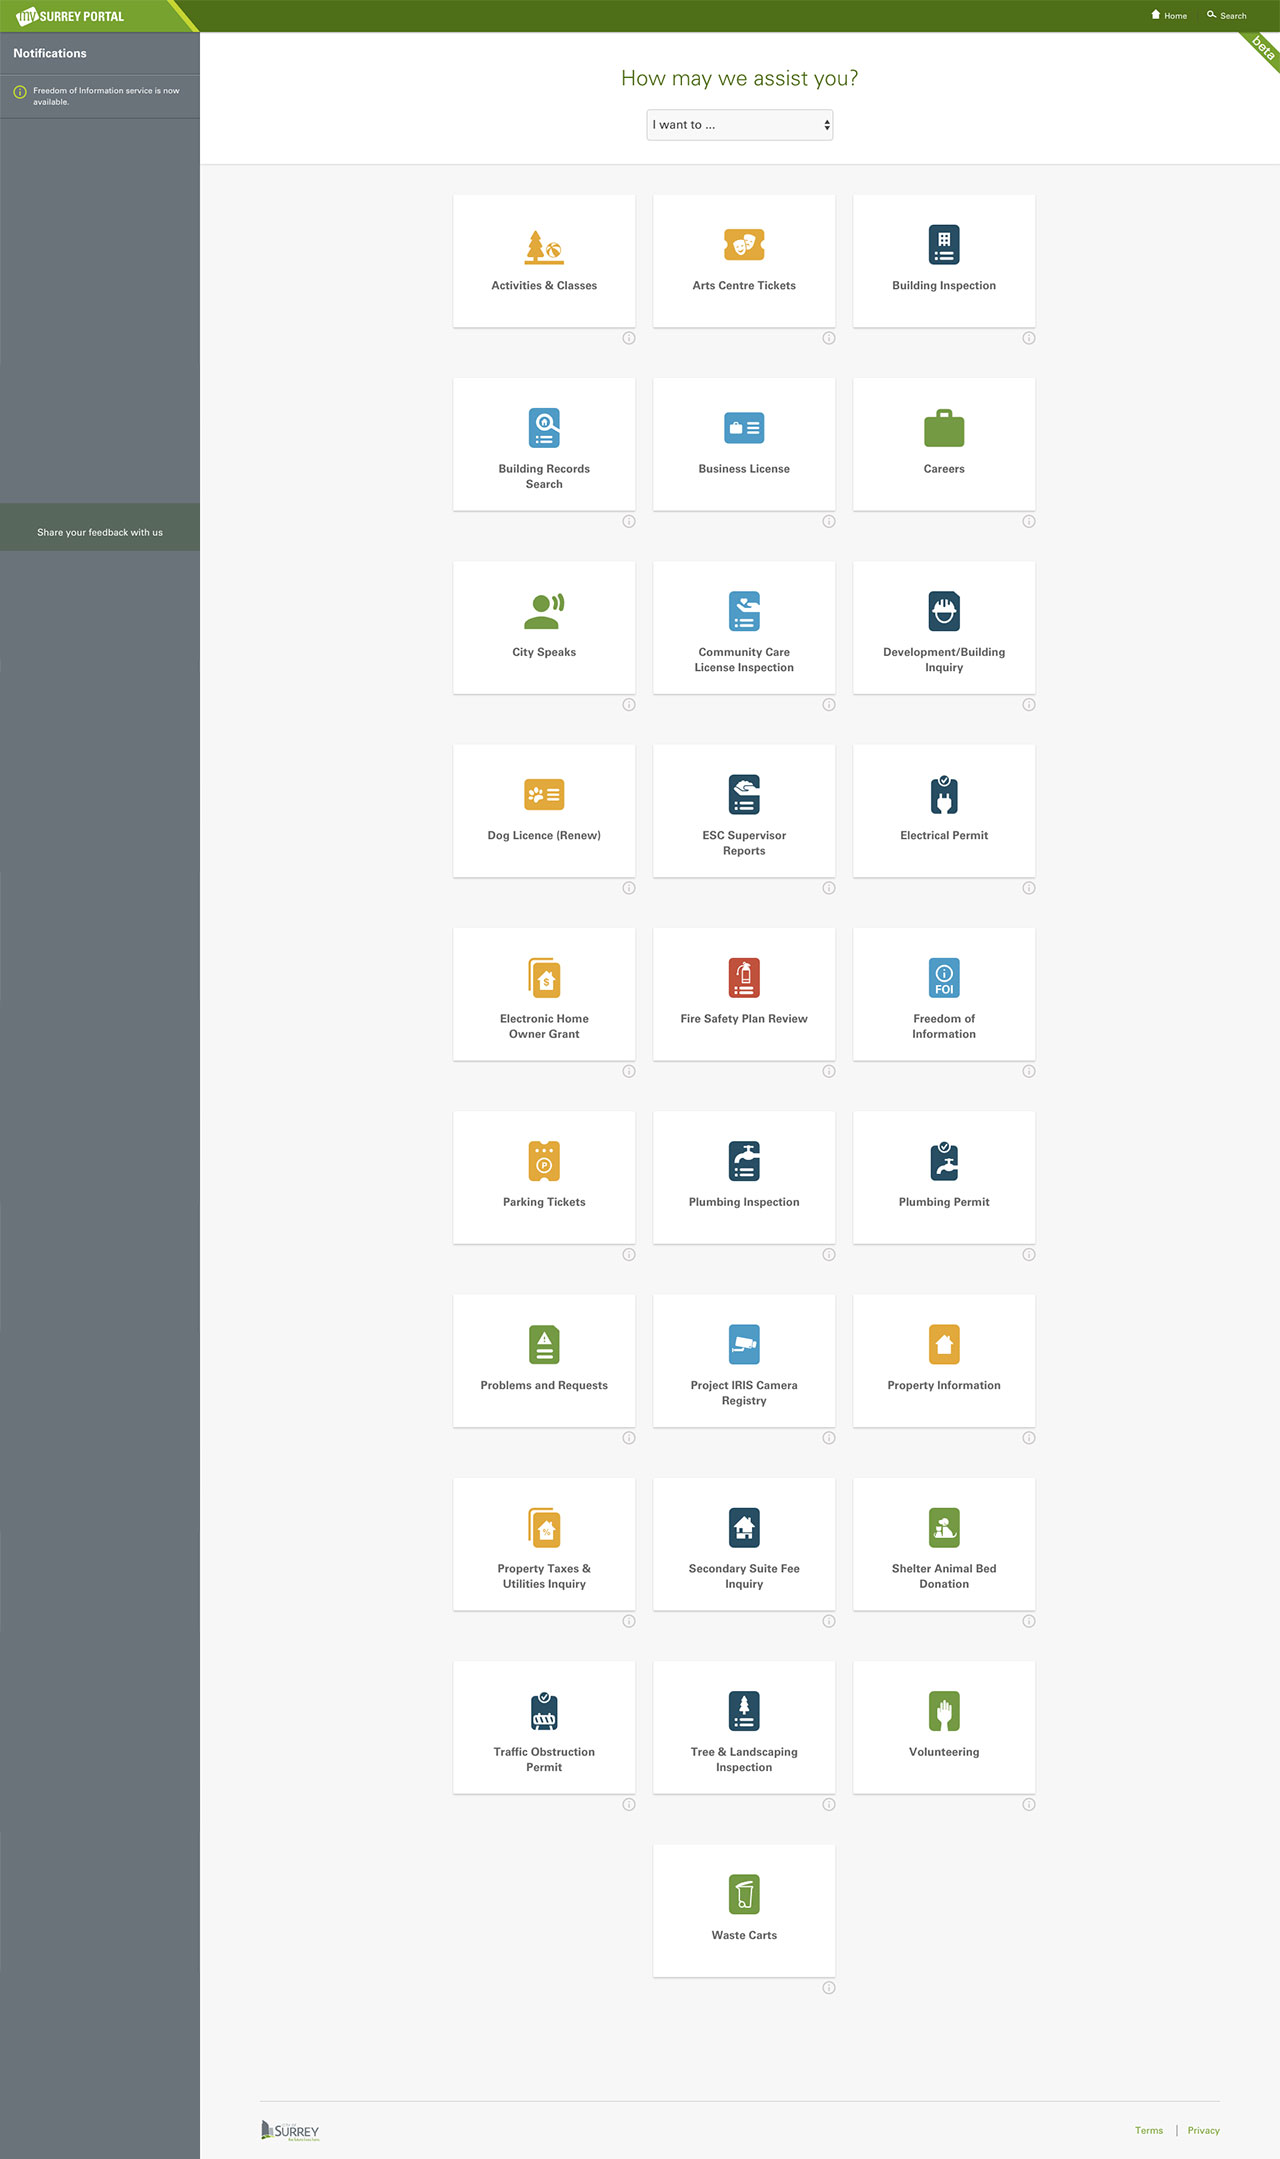 my SURREY PORTAL
Home
Search
Notifications
Freedom of Information service is now
available.
Share your feedback with us
beta
How may we assist you?
I want to ...
Activities & Classes
Arts Centre Tickets
Building Inspection
Building Records
Search
Business License
Careers
City Speaks
Community Care
License Inspection
Development/Building
Inquiry
Dog Licence (Renew)
ESC Supervisor
Reports
Electrical Permit
$
Electronic Home
Owner Grant
Fire Safety Plan Review
FOI
Freedom of
Information
P
Parking Tickets
Plumbing Inspection
Plumbing Permit
Problems and Requests
Project IRIS Camera
Registry
Property Information
%
Property Taxes &
Utilities Inquiry
Secondary Suite Fee
Inquiry
Shelter Animal Bed
Donation
Traffic Obstruction
Permit
Tree & Landscaping
Inspection
Volunteering
Waste Carts
SURREY
Terms | Privacy